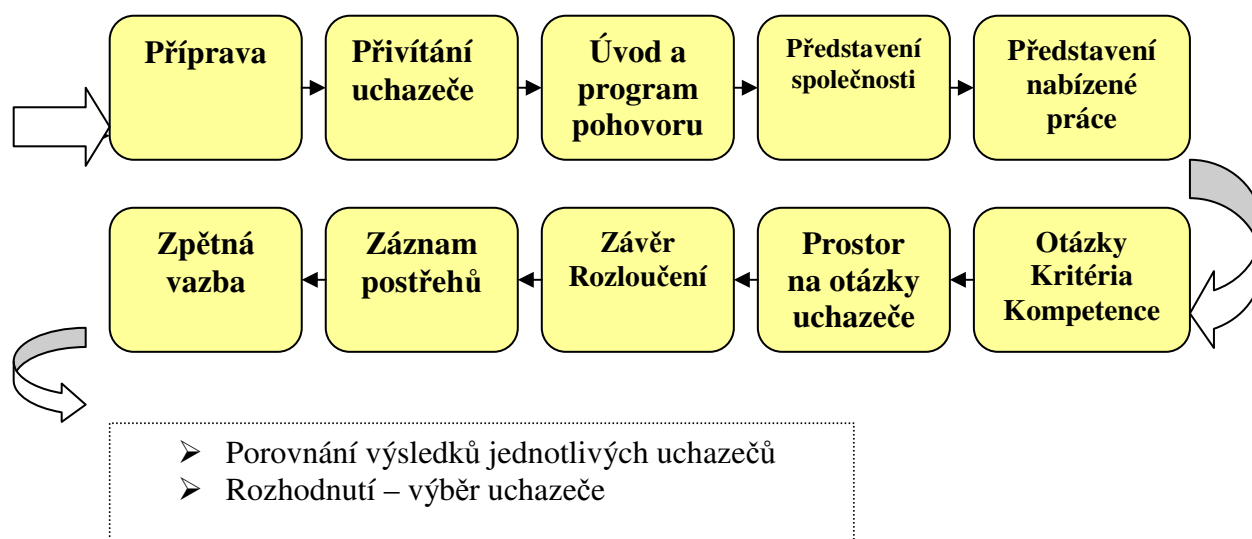 Příprava
Přivítání
uchazeče
Úvod a
program
pohovoru
Představení
společnosti
Představení
nabízené
práce
Otázky
Kritéria
Kompetence
Prostor
na otázky
uchazeče
Závěr
Rozloučení
Záznam
postřehů
Zpětná
vazba
➢ Porovnání výsledků jednotlivých uchazečů
➢ Rozhodnutí – výběr uchazeče